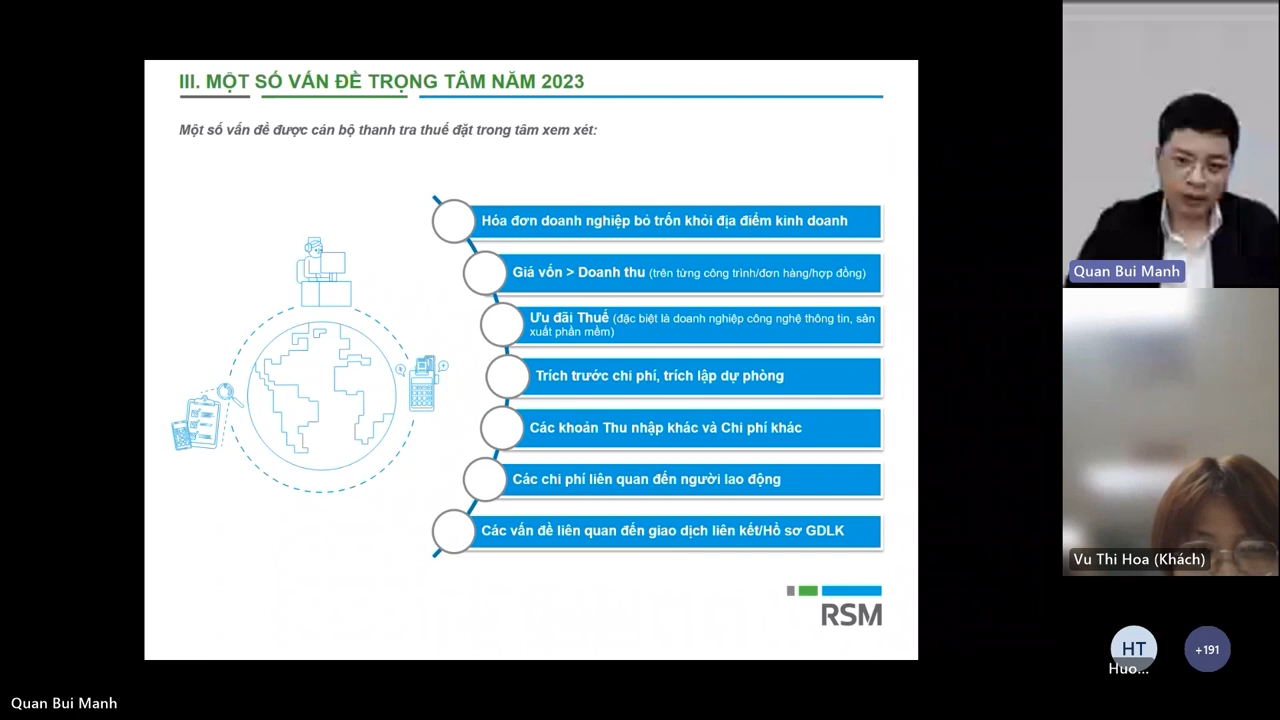 III. MỘT SỐ VẤN ĐỀ TRỌNG TÂM NĂM 2023
Một số vấn đề được cán bộ thanh tra thuế đặt trong tâm xem xét:
Hóa đơn doanh nghiệp bỏ trốn khỏi địa điểm kinh doanh
Giá vốn > Doanh thu (trên từng công trình/đơn hàng/hợp đồng)
Ưu đãi Thuế (đặc biệt là doanh nghiệp công nghệ thông tin, sản
xuất phần mềm)
Trích trước chi phí, trích lập dự phòng
Các khoản Thu nhập khác và Chi phí khác
Các chi phí liên quan đến người lao động
Các vấn đề liên quan đến giao dịch liên kết/Hồ sơ GDLK
RSM
Quan Bui Manh
Vu Thi Hoa (Khách)
HT
Huo...
+191
Quan Bui Manh